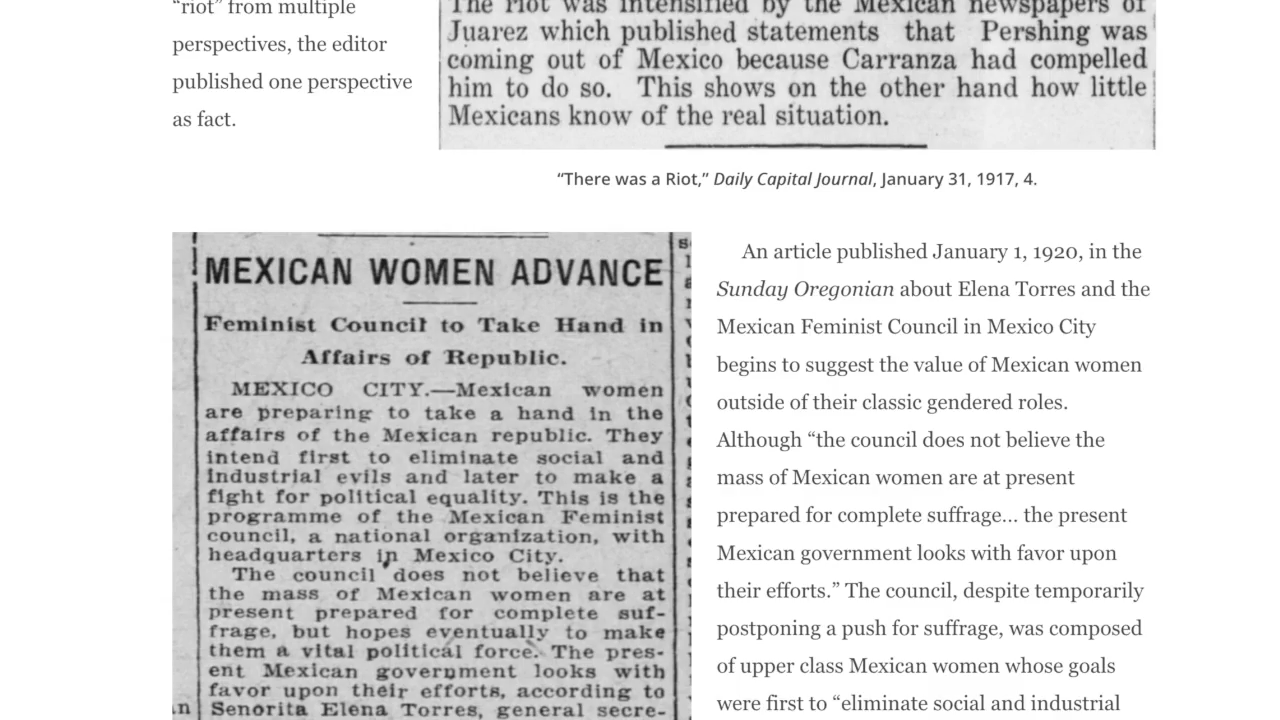 “riot” from multiple
perspectives, the editor
published one perspective
as fact.
The riot was intensified by the Mexican newspapers of
Juarez which published statements that Pershing was
coming out of Mexico because Carranza had compelled
him to do so. This shows on the other hand how little
Mexicans know of the real situation.
“There was a Riot,” Daily Capital Journal, January 31, 1917, 4.
MEXICAN WOMEN ADVANCE
Feminist Council to Take Hand in
Affairs of Republic.
MEXICO CITY.—Mexican women
are preparing to take a hand in the
affairs of the Mexican republic. They
intend first to eliminate social and
industrial evils and later to make a
fight for political equality. This is the
programme of the Mexican Feminist
council, a national organization, with
headquarters in Mexico City.
The council does not believe that
the mass of Mexican women are at
present prepared for complete suf-
frage, but hopes eventually to make
them a vital political force. The pres-
ent Mexican government looks with
favor upon their efforts, according to
Senorita Elena Torres, general secre-
An article published January 1, 1920, in the
Sunday Oregonian about Elena Torres and the
Mexican Feminist Council in Mexico City
begins to suggest the value of Mexican women
outside of their classic gendered roles.
Although “the council does not believe the
mass of Mexican women are at present
prepared for complete suffrage... the present
Mexican government looks with favor upon
their efforts.” The council, despite temporarily
postponing a push for suffrage, was composed
of upper class Mexican women whose goals
were first to “eliminate social and industrial